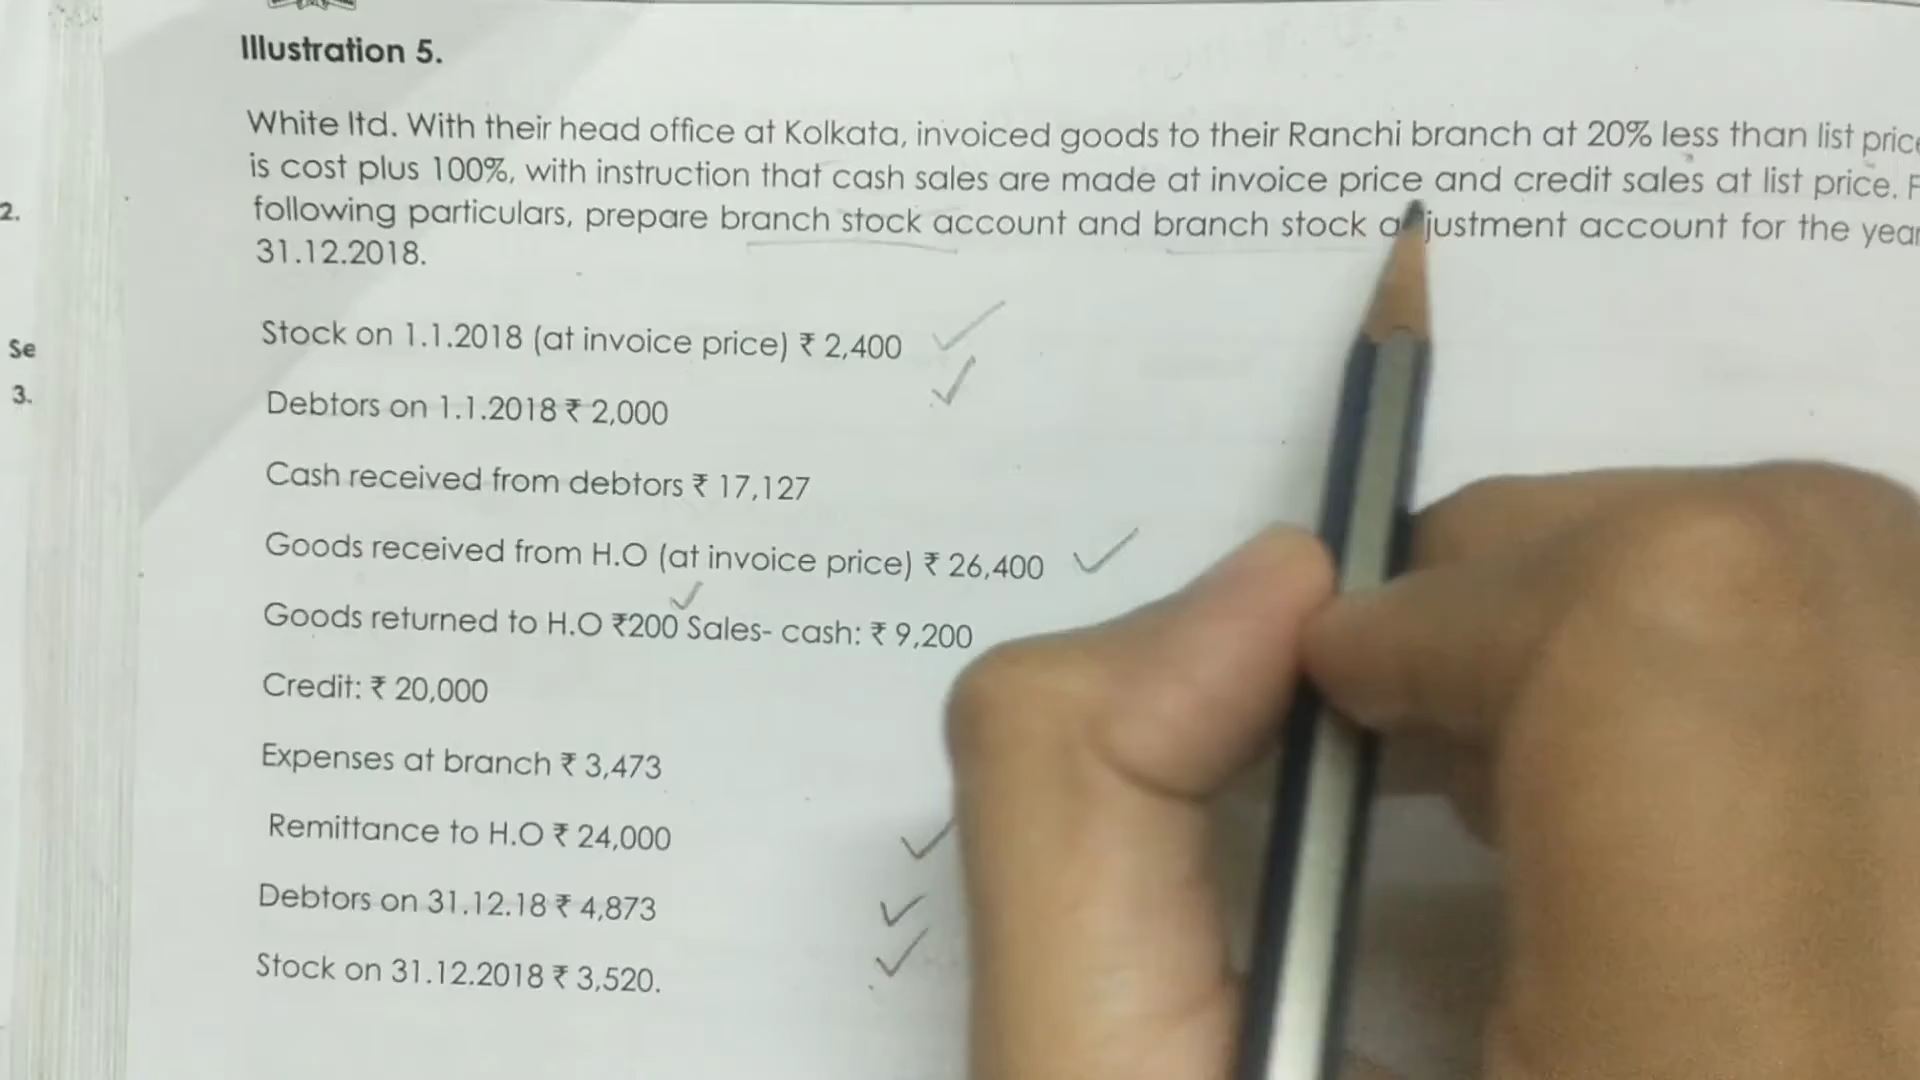 Illustration 5.
White ltd. With their head office at Kolkata, invoiced goods to their Ranchi branch at 20% less than list price
is cost plus 100%, with instruction that cash sales are made at invoice price and credit sales at list price.
2.
following particulars, prepare branch stock account and branch stock adjustment account for the year
31.12.2018.
Stock on 1.1.2018 (at invoice price) ₹ 2,400
Se
3.
Debtors on 1.1.2018 ₹ 2,000
Cash received from debtors ₹ 17,127
Goods received from H.O (at invoice price) ₹ 26,400
Goods returned to H.O ₹200 Sales- cash: ₹ 9,200
Credit: ₹ 20,000
Expenses at branch ₹ 3,473
Remittance to H.O ₹ 24,000
Debtors on 31.12.18 ₹ 4,873
Stock on 31.12.2018 ₹ 3,520.